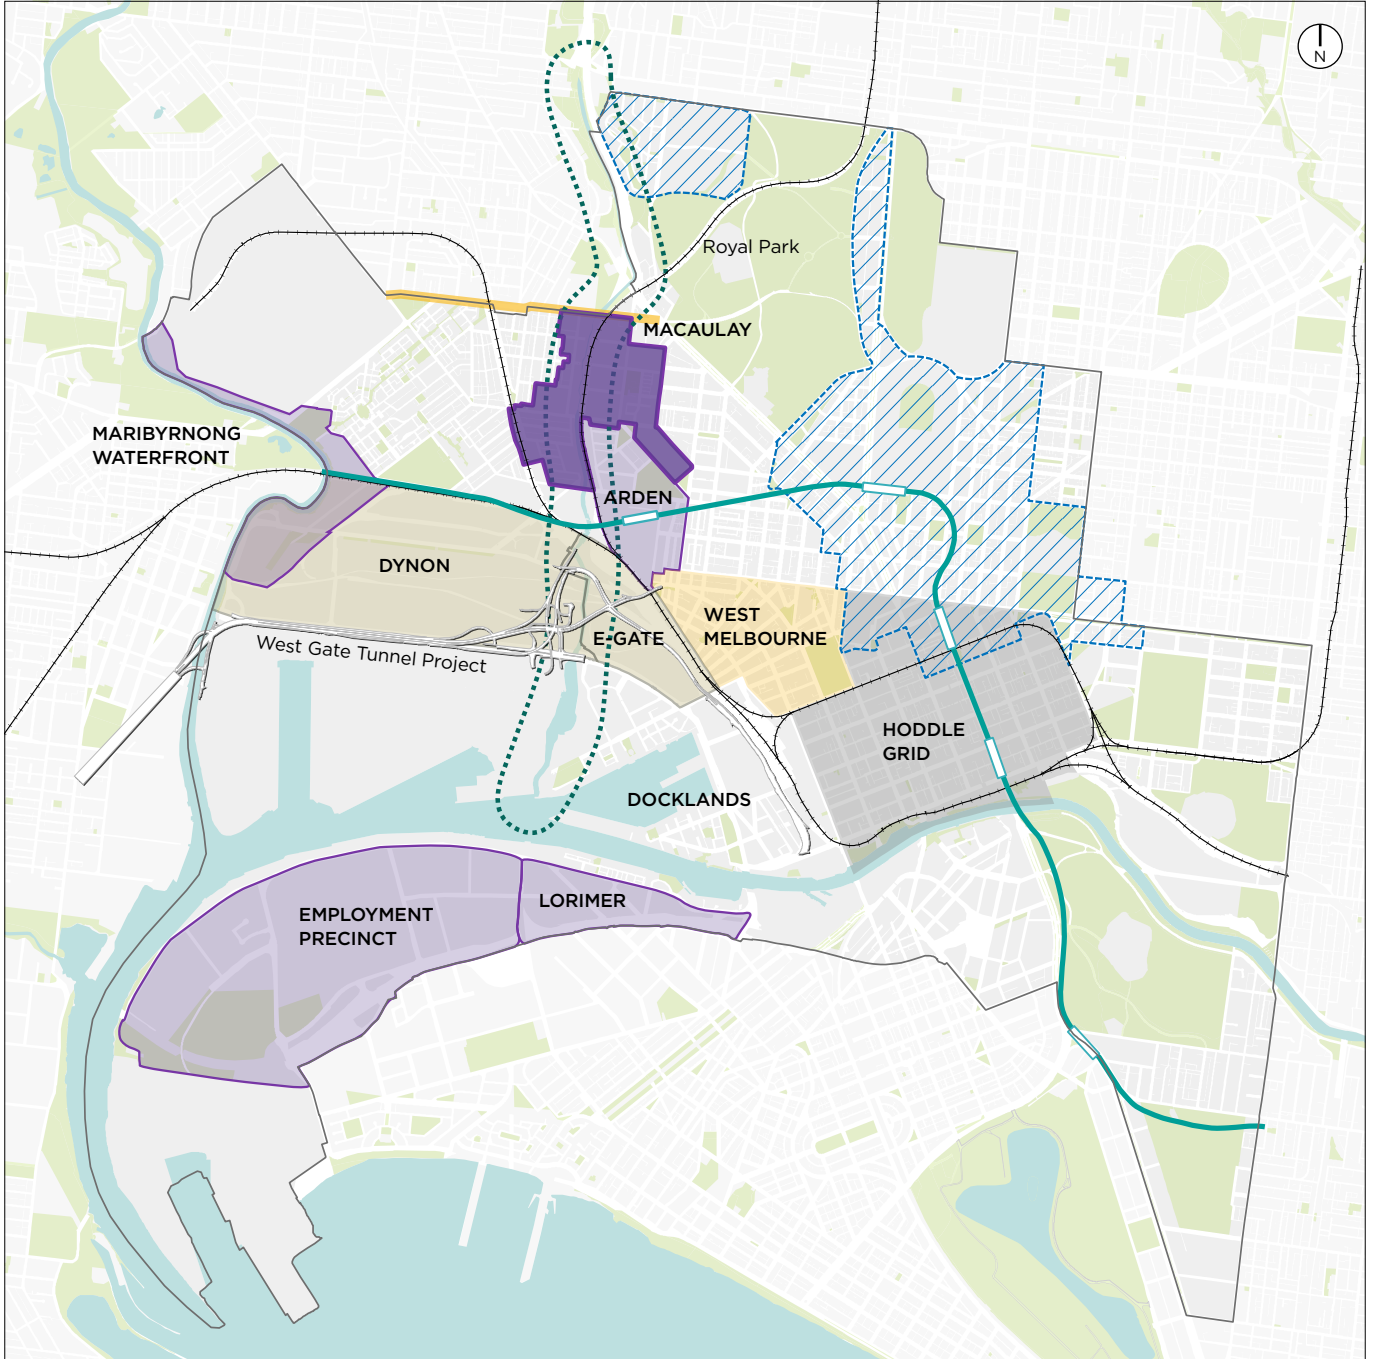 N
Royal Park
MACAULAY
MARIBYRNONG
WATERFRONT
ARDEN
DYNON
WEST
MELBOURNE
E-GATE
West Gate Tunnel Project
HODDLE
GRID
DOCKLANDS
LORIMER
EMPLOYMENT
PRECINCT